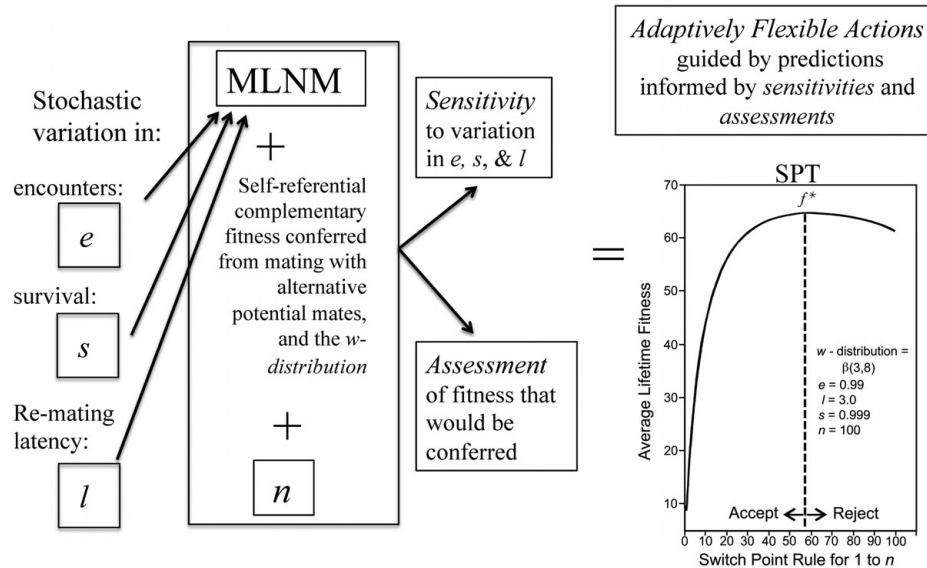 Stochastic
variation in:
encounters:
e
survival:
s
Re-mating
latency:
l
MLNM
+
Self-referential
complementary
fitness conferred
from mating with
alternative
potential mates,
and the w-
distribution
+
n
Sensitivity
to variation
in e, s, & l
Assessment
of fitness that
would be
conferred
=
Adaptively Flexible Actions
guided by predictions
informed by sensitivities and
assessments
SPT
f*
Average Lifetime Fitness
70
60
50
40
30
20
10
w - distribution =
β(3,8)
e = 0.99
l = 3.0
s = 0.999
n = 100
Accept Reject
0 10 20 30 40 50 60 70 80 90 100
Switch Point Rule for 1 to n